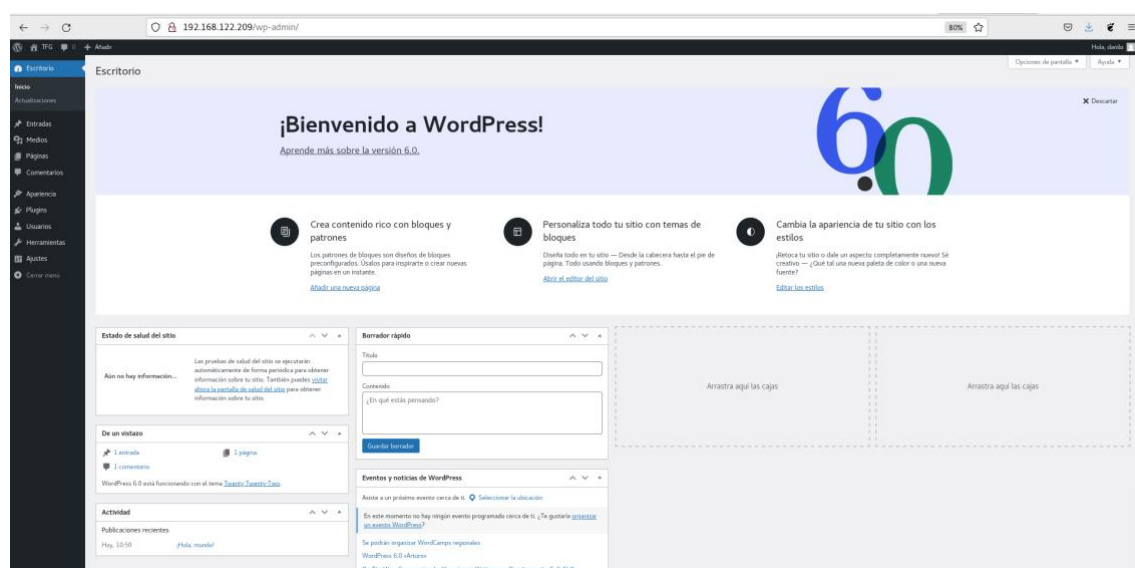 192.168.122.209/wp-admin/
80%
TFG
0
Añadir
Hola, danilo
Escritorio
Inicio
Actualizaciones
Entradas
Medios
Páginas
Comentarios
Apariencia
Plugins
Usuarios
Herramientas
Ajustes
Cerrar menú
Escritorio
Opciones de pantalla
Ayuda
¡Bienvenido a WordPress!
Aprende más sobre la versión 6.0.
6.0
Descartar
Crea contenido rico con bloques y
patrones
Los patrones de bloques son diseños de bloques
preconfigurados. Úsalos para inspirarte o crear nuevas
páginas en un instante.
Añadir una nueva página
Personaliza todo tu sitio con temas de
bloques
Diseña todo en tu sitio — Desde la cabecera hasta el pie de
página. Todo usando bloques y patrones.
Abrir el editor del sitio
Cambia la apariencia de tu sitio con los
estilos
¡Retoca tu sitio o dale un aspecto completamente nuevo! Sé
creativo — ¿Qué tal una nueva paleta de color o una nueva
fuente?
Editar los estilos
Estado de salud del sitio
Aún no hay información...
Las pruebas de salud del sitio se ejecutarán
automáticamente de forma periódica para obtener
información sobre tu sitio. También puedes visitar
ahora la pantalla de salud del sitio para obtener
información sobre tu sitio.
De un vistazo
1 entrada
1 página
1 comentario
WordPress 6.0 está funcionando con el tema Twenty Twenty-Two.
Actividad
Publicaciones recientes
Hoy, 10:50
¡Hola, mundo!
Borrador rápido
Título
Contenido
¿En qué estás pensando?
Guardar borrador
Eventos y noticias de WordPress
Asiste a un próximo evento cerca de ti.
Seleccionar la ubicación
En este momento no hay ningún evento programado cerca de ti. ¿Te gustaría organizar
un evento WordPress?
Se podrán organizar WordCamps regionales
WordPress 6.0 «Arturo»
Arrastra aquí las cajas
Arrastra aquí las cajas